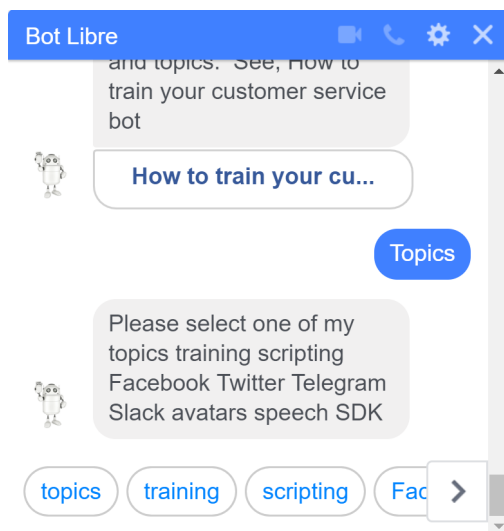 Bot Libre
and topics. See, How to
train your customer service
bot
How to train your cu...
Topics
Please select one of my
topics training scripting
Facebook Twitter Telegram
Slack avatars speech SDK
topics training scripting Fac